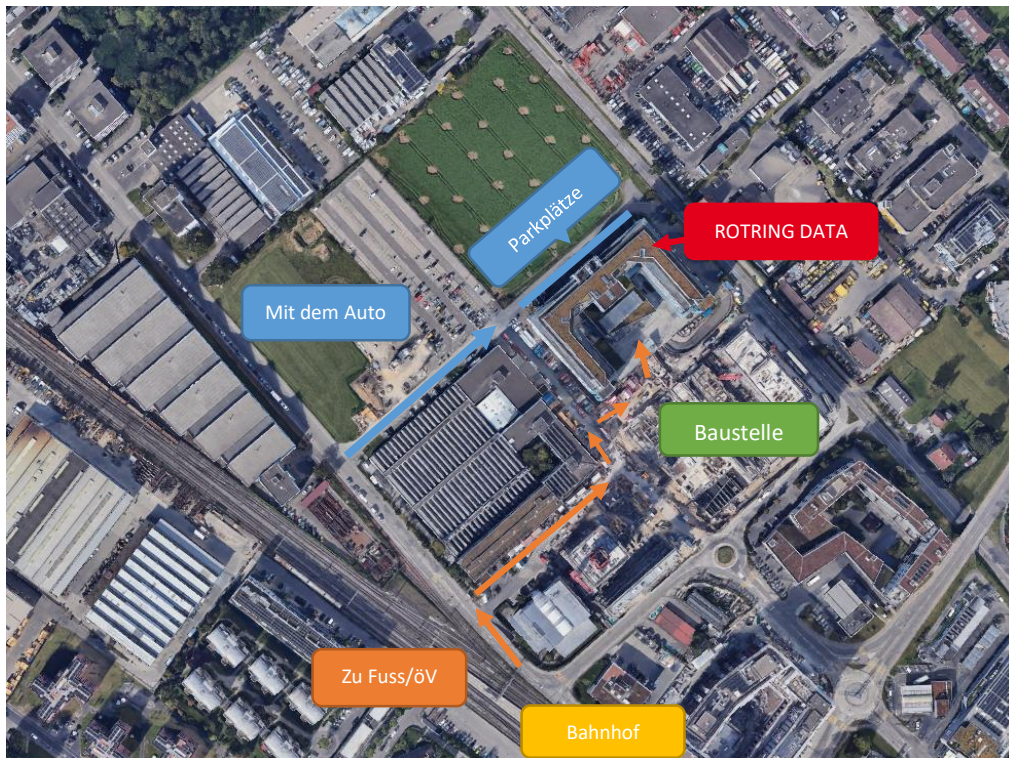 Parkplätze
ROTRING DATA
Mit dem Auto
Baustelle
Zu Fuss/öV
Bahnhof